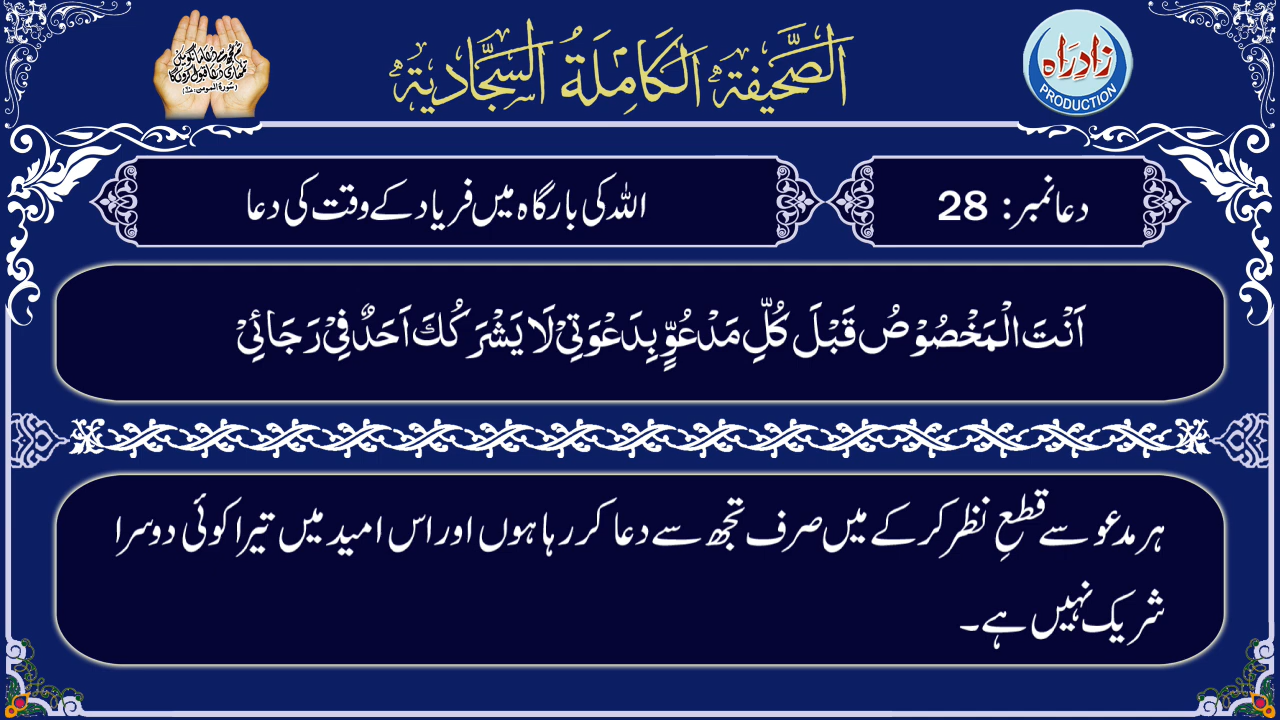 الصَّحِيفَةُ الكَامِلَةُ السَّجَّادِيَةُ
زادِراہ
PRODUCTION
دعا نمبر: 28
اللہ کی بارگاہ میں فریاد کے وقت کی دعا
اَنْتَ الْمَخْصُوْصُ قَبْلَ كُلِّ مَدْعُوٍّ بِدَعْوَتِيْ لَا يَشْرَكُكَ اَحَدٌ فِيْ رَجَائِيْ
ہر مدعو سے قطعِ نظر کر کے میں صرف تجھ سے دعا کر رہا ہوں اور اس امید میں تیرا کوئی دوسرا
شریک نہیں ہے۔